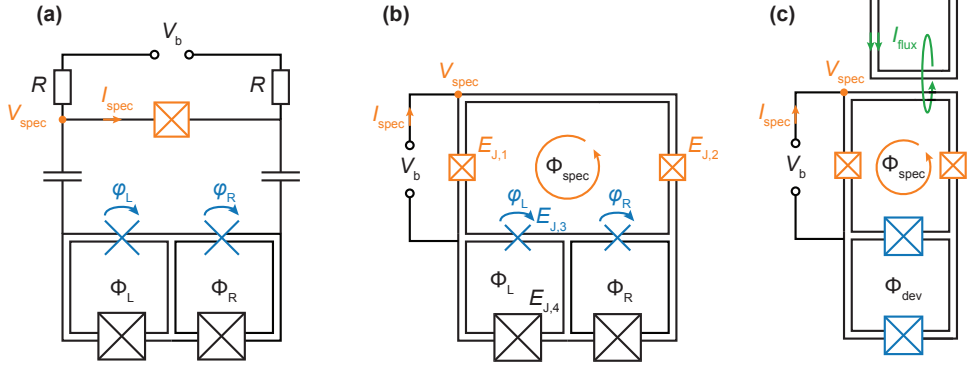 (a)
V_b
R
R
I_spec
V_spec
φ_L
φ_R
Φ_L
Φ_R
(b)
V_spec
I_spec
E_J,1
E_J,2
V_b
Φ_spec
φ_L
φ_R
E_J,3
Φ_L
Φ_R
E_J,4
(c)
I_flux
V_spec
I_spec
Φ_spec
V_b
Φ_dev